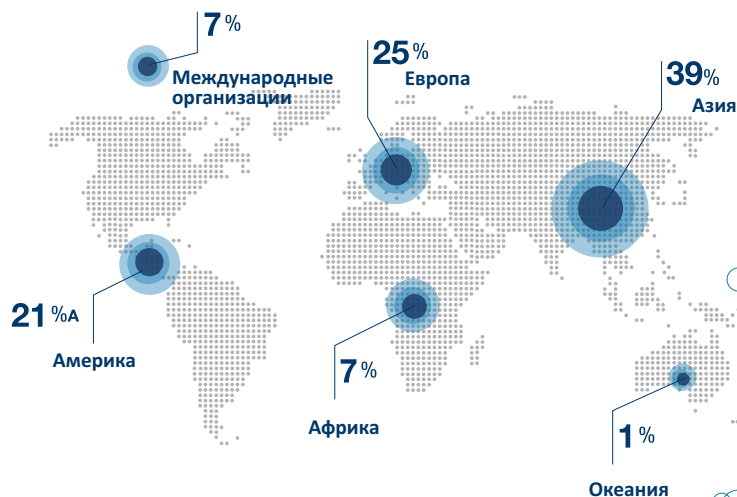 7%
Международные
организации
25%
Европа
39%
Азия
21%А
Америка
7%
Африка
1%
Океания